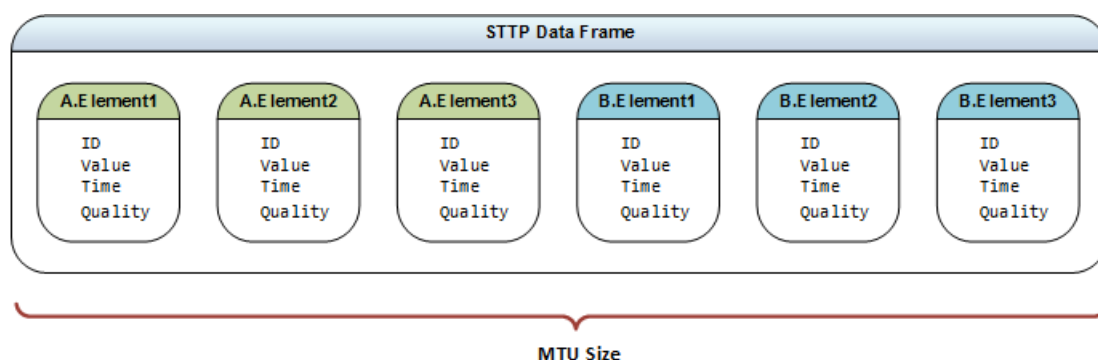 STTP Data Frame
A.Element1 A.Element2 A.Element3 B.Element1 B.Element2 B.Element3
ID ID ID ID ID ID
Value Value Value Value Value Value
Time Time Time Time Time Time
Quality Quality Quality Quality Quality Quality
MTU Size